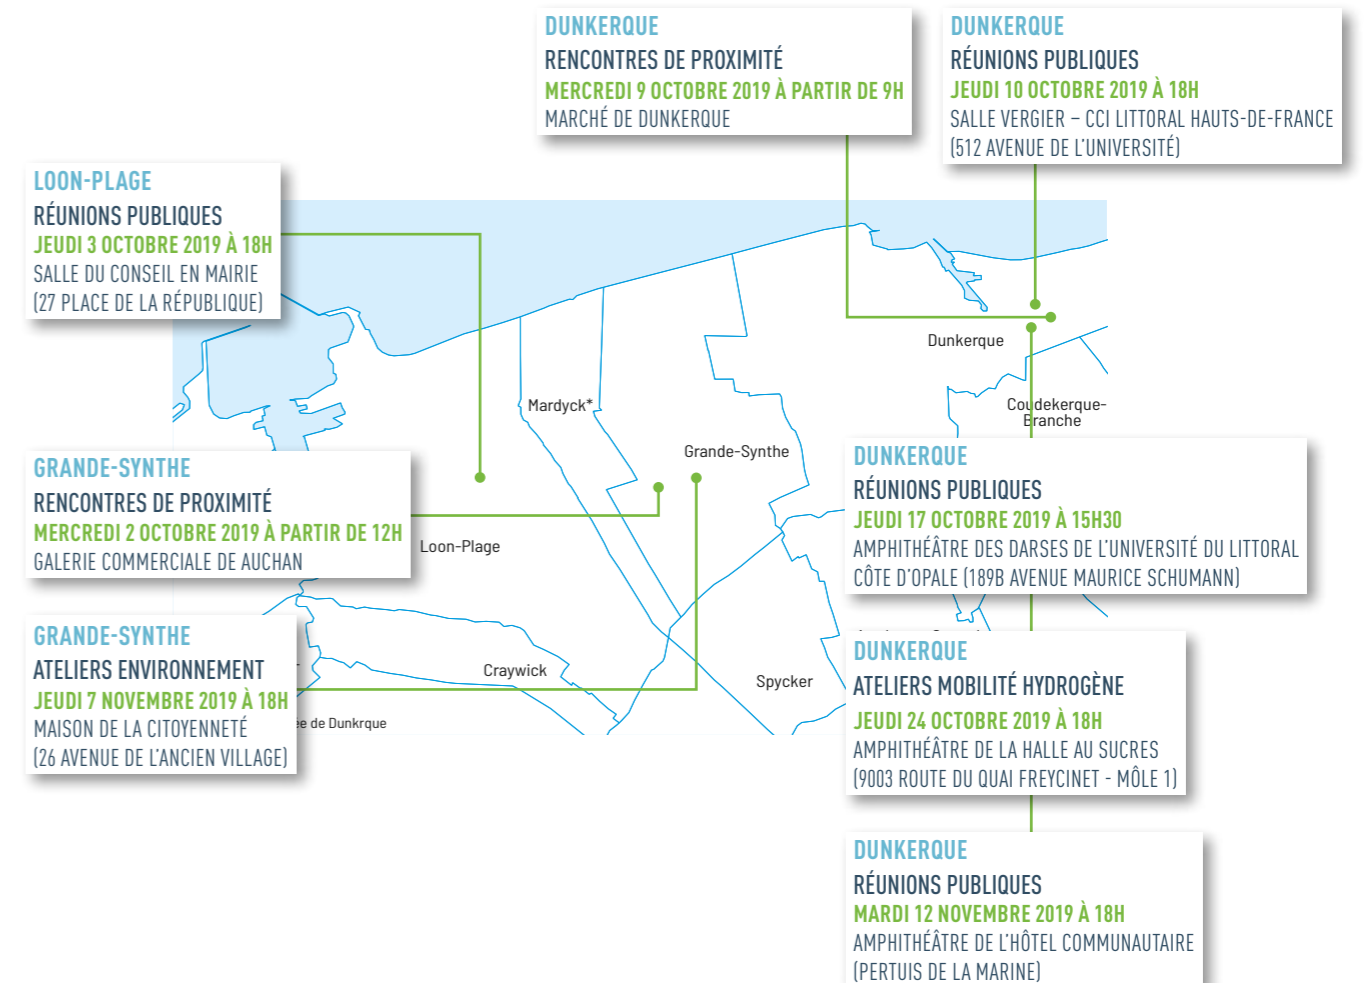 DUNKERQUE
RENCONTRES DE PROXIMITÉ
MERCREDI 9 OCTOBRE 2019 À PARTIR DE 9H
MARCHÉ DE DUNKERQUE
DUNKERQUE
RÉUNIONS PUBLIQUES
JEUDI 10 OCTOBRE 2019 À 18H
SALLE VERGIER – CCI LITTORAL HAUTS-DE-FRANCE
(512 AVENUE DE L'UNIVERSITÉ)
LOON-PLAGE
RÉUNIONS PUBLIQUES
JEUDI 3 OCTOBRE 2019 À 18H
SALLE DU CONSEIL EN MAIRIE
(27 PLACE DE LA RÉPUBLIQUE)
Dunkerque
Mardyck*
Coudekerque-
Branche
Grande-Synthe
GRANDE-SYNTHE
RENCONTRES DE PROXIMITÉ
MERCREDI 2 OCTOBRE 2019 À PARTIR DE 12H
GALERIE COMMERCIALE DE AUCHAN
Loon-Plage
DUNKERQUE
RÉUNIONS PUBLIQUES
JEUDI 17 OCTOBRE 2019 À 15H30
AMPHITHÉÂTRE DES DARSES DE L'UNIVERSITÉ DU LITTORAL
CÔTE D'OPALE (189B AVENUE MAURICE SCHUMANN)
GRANDE-SYNTHE
ATELIERS ENVIRONNEMENT
JEUDI 7 NOVEMBRE 2019 À 18H
MAISON DE LA CITOYENNETÉ
(26 AVENUE DE L'ANCIEN VILLAGE)
Craywick
Spycker
de Dunkrque
DUNKERQUE
ATELIERS MOBILITÉ HYDROGÈNE
JEUDI 24 OCTOBRE 2019 À 18H
AMPHITHÉÂTRE DE LA HALLE AU SUCRES
(9003 ROUTE DU QUAI FREYCINET - MÔLE 1)
DUNKERQUE
RÉUNIONS PUBLIQUES
MARDI 12 NOVEMBRE 2019 À 18H
AMPHITHÉÂTRE DE L'HÔTEL COMMUNAUTAIRE
(PERTUIS DE LA MARINE)